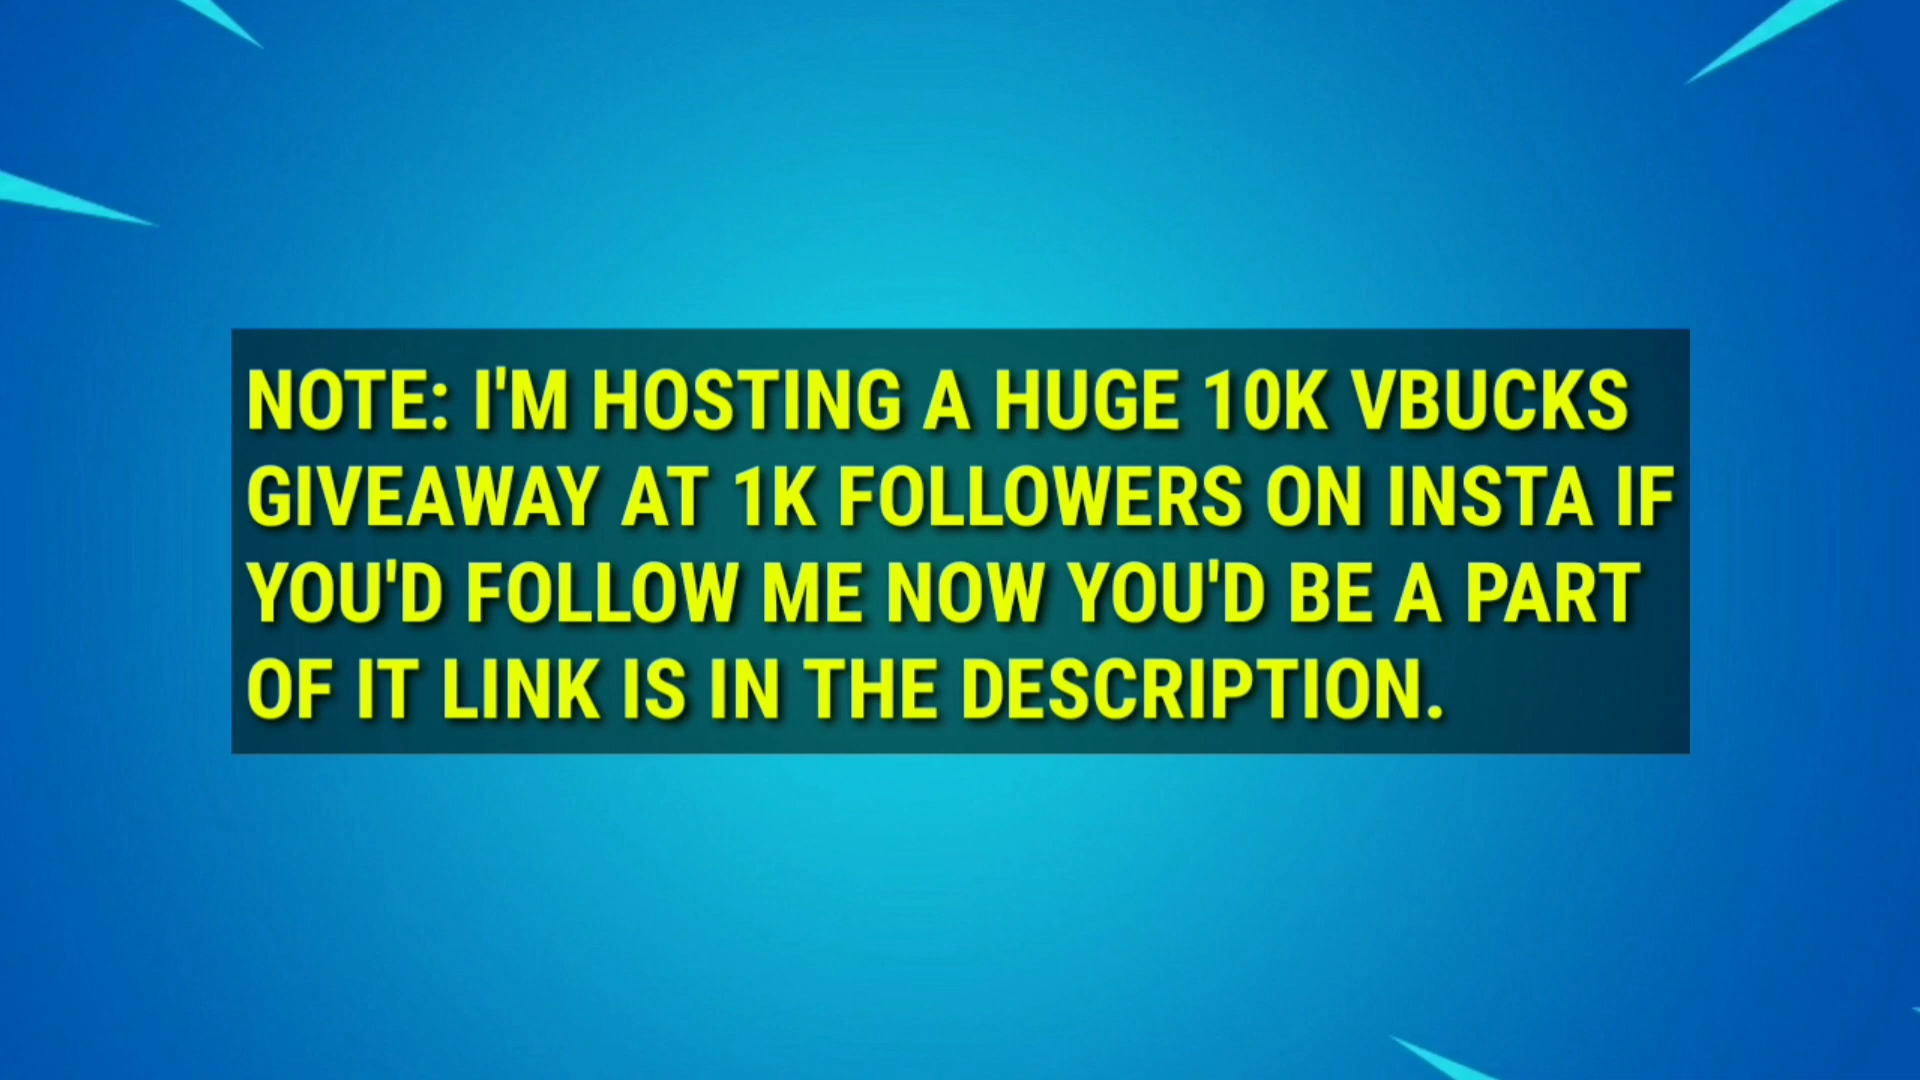 NOTE: I'M HOSTING A HUGE 10K VBUCKS
GIVEAWAY AT 1K FOLLOWERS ON INSTA IF
YOU'D FOLLOW ME NOW YOU'D BE A PART
OF IT LINK IS IN THE DESCRIPTION.